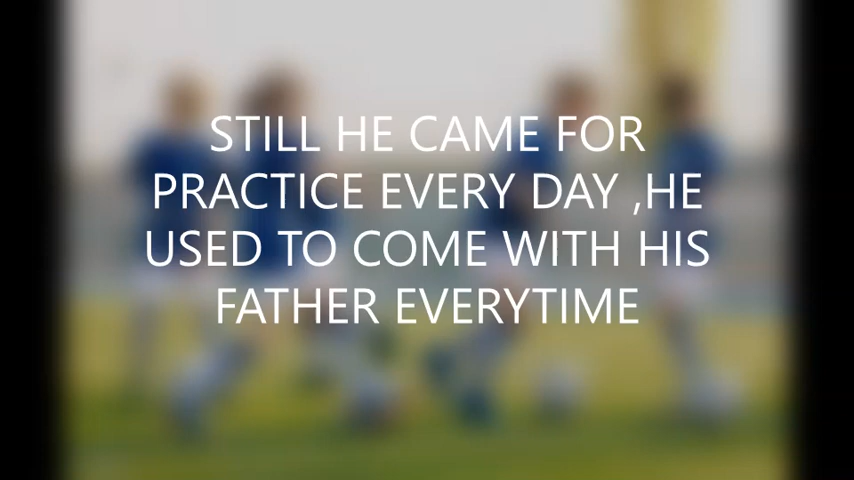 STILL HE CAME FOR
PRACTICE EVERY DAY ,HE
USED TO COME WITH HIS
FATHER EVERYTIME